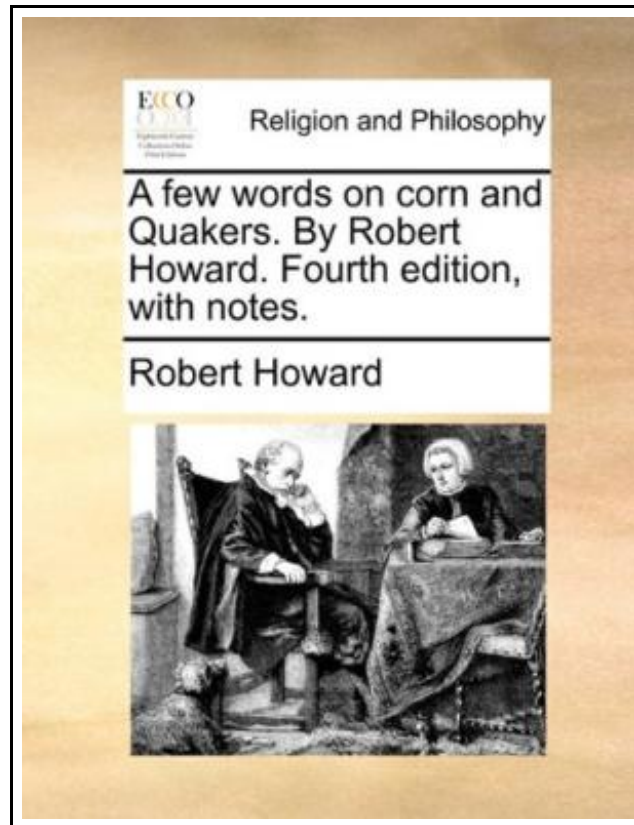 ECCO
Religion and Philosophy
A few words on corn and
Quakers. By Robert
Howard. Fourth edition,
with notes.
Robert Howard